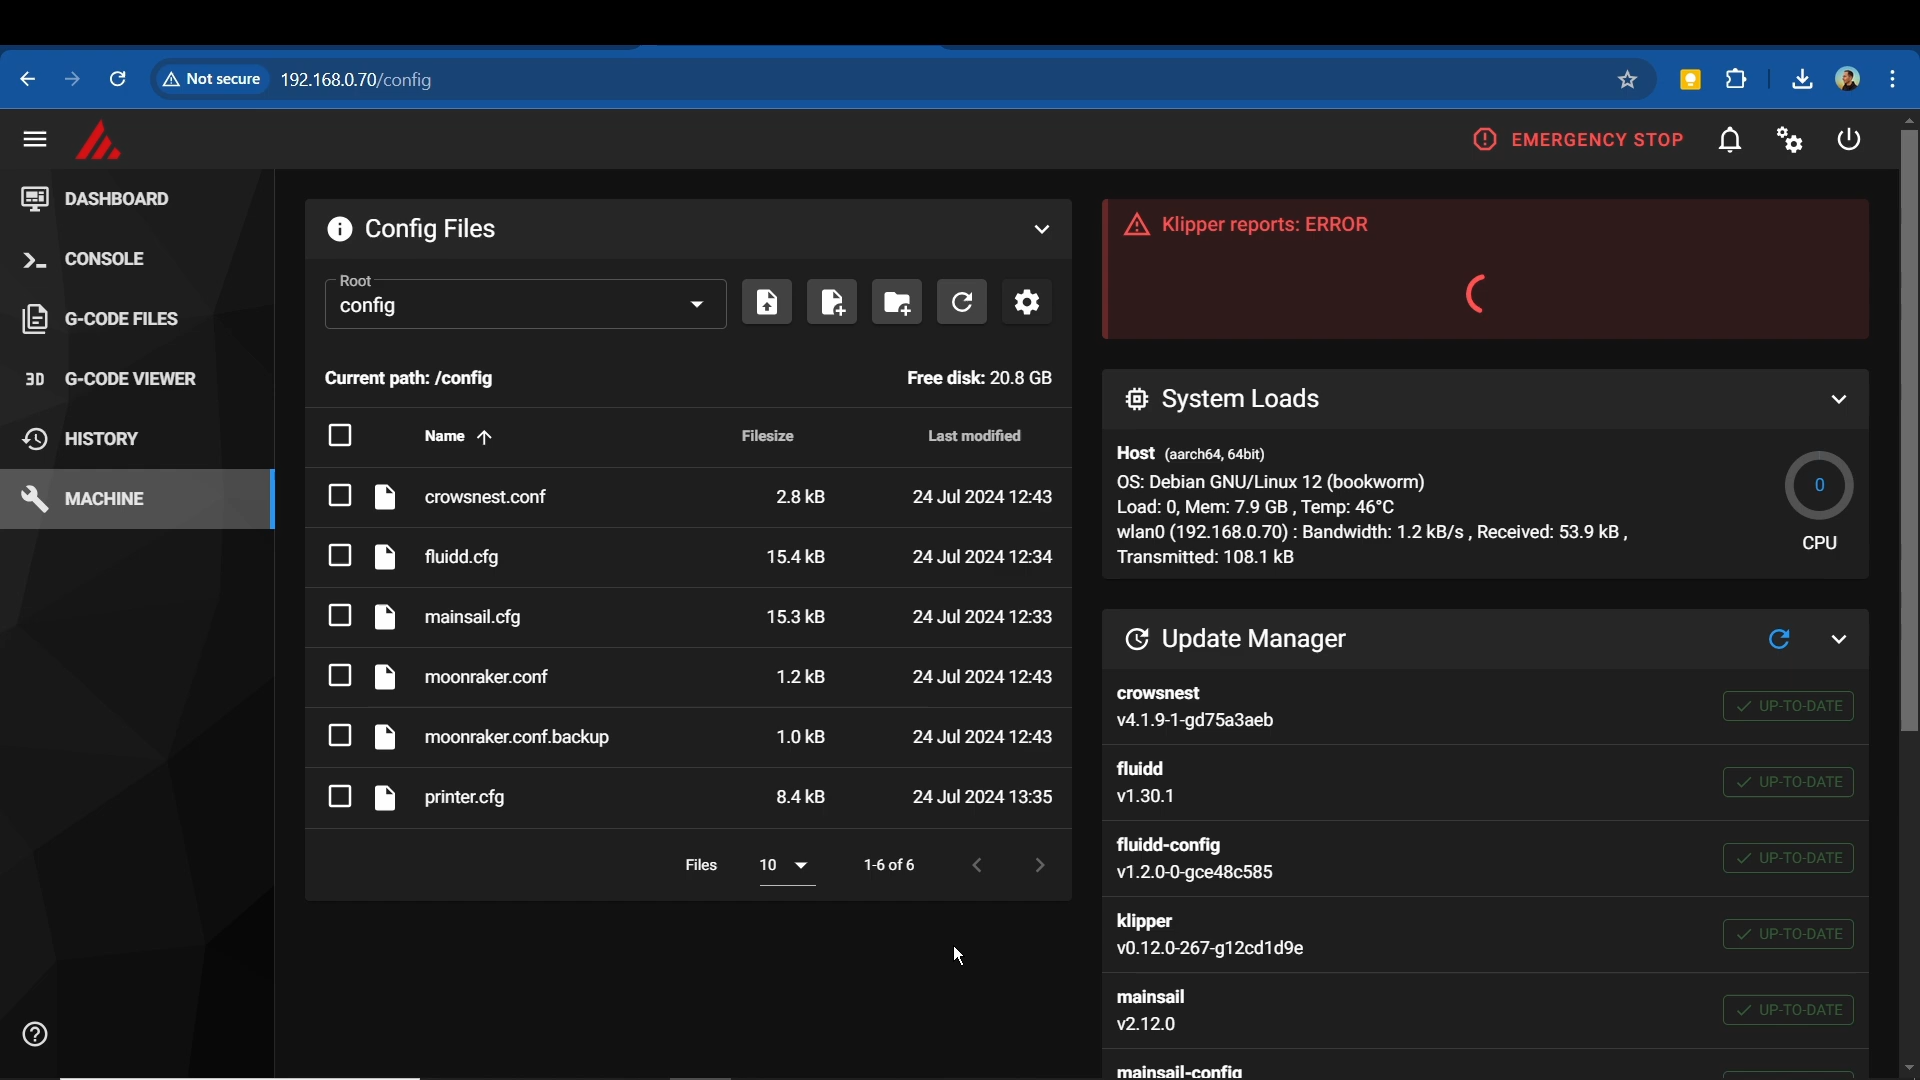 Not secure
192.168.0.70/config
EMERGENCY STOP
DASHBOARD
CONSOLE
G-CODE FILES
3D G-CODE VIEWER
HISTORY
MACHINE
Config Files
Root
config
Current path: /config
Free disk: 20.8 GB
Name Filesize Last modified
crowsnest.conf 2.8 kB 24 Jul 2024 12:43
fluidd.cfg 15.4 kB 24 Jul 2024 12:34
mainsail.cfg 15.3 kB 24 Jul 2024 12:33
moonraker.conf 1.2 kB 24 Jul 2024 12:43
moonraker.conf.backup 1.0 kB 24 Jul 2024 12:43
printer.cfg 8.4 kB 24 Jul 2024 13:35
Files 10 1-6 of 6
Klipper reports: ERROR
System Loads
Host (aarch64, 64bit)
OS: Debian GNU/Linux 12 (bookworm)
Load: 0, Mem: 7.9 GB , Temp: 46°C
wlan0 (192.168.0.70) : Bandwidth: 1.2 kB/s , Received: 53.9 kB ,
Transmitted: 108.1 kB
0
CPU
Update Manager
crowsnest
v4.1.9-1-gd75a3aeb
UP-TO-DATE
fluidd
v1.30.1
UP-TO-DATE
fluidd-config
v1.2.0-0-gce48c585
UP-TO-DATE
klipper
v0.12.0-267-g12cd1d9e
UP-TO-DATE
mainsail
v2.12.0
UP-TO-DATE
mainsail-config